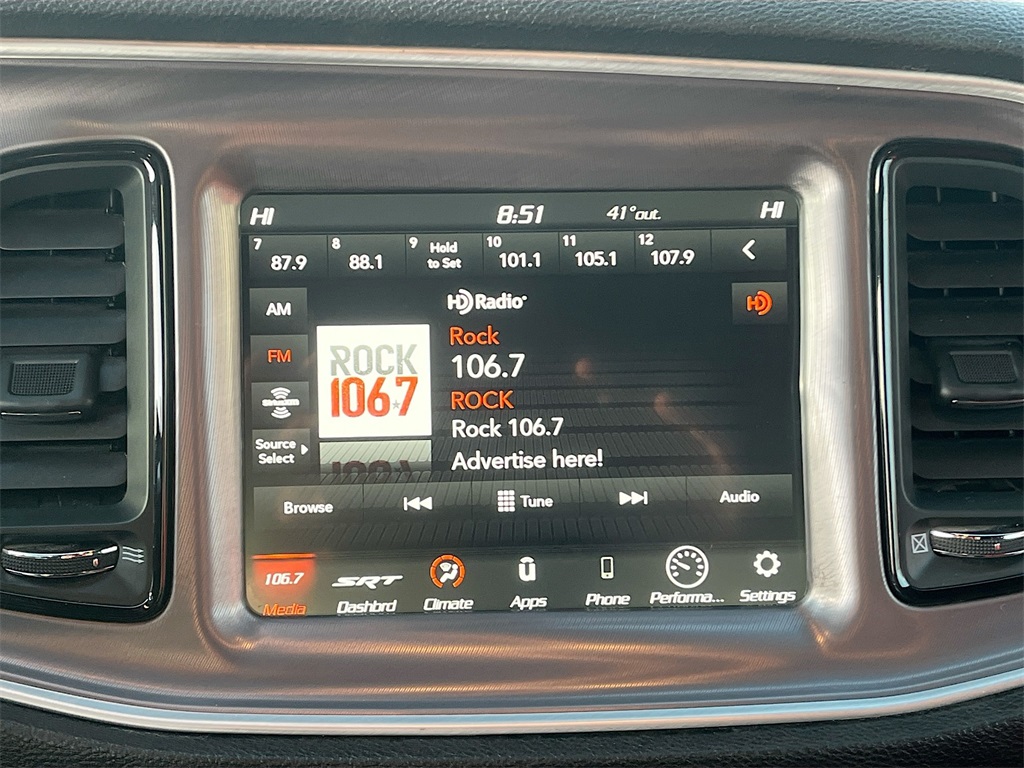 HI 8:51 41° out. HI
7 87.9 8 88.1 9 Hold to Set 10 101.1 11 105.1 12 107.9
AM
HD Radio
HD
FM
ROCK
106.7
Rock
106.7
ROCK
Rock 106.7
Advertise here!
SiriusXM
Source
Select
Browse Tune Audio
106.7 SRT
Media Dashbrd Climate Apps Phone Performa... Settings